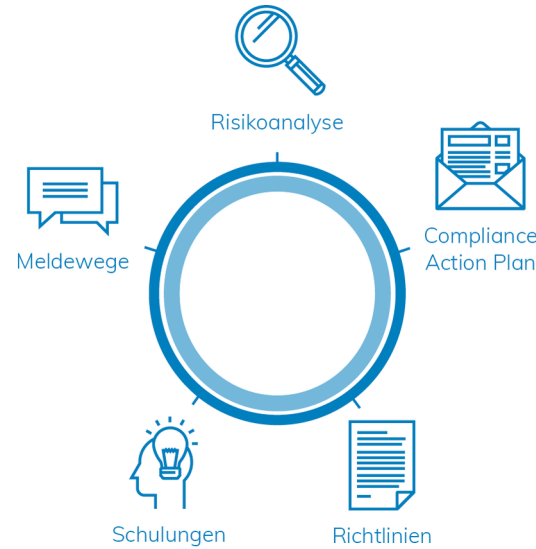 Risikoanalyse
Compliance
Action Plan
Meldewege
Schulungen
Richtlinien